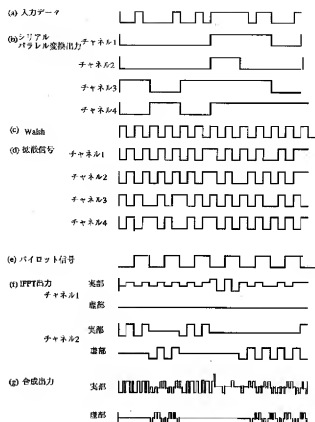 (a) 入力データ
(b)シリアル
パラレル変換出力 チャネル1
チャネル2
チャネル3
チャネル4
(c) Walsh
(d) 拡散信号
チャネル1
チャネル2
チャネル3
チャネル4
(e) パイロット信号
(f) IFFT出力 実部
チャネル1
虚部
実部
チャネル2
虚部
(g) 合成出力 実部
虚部